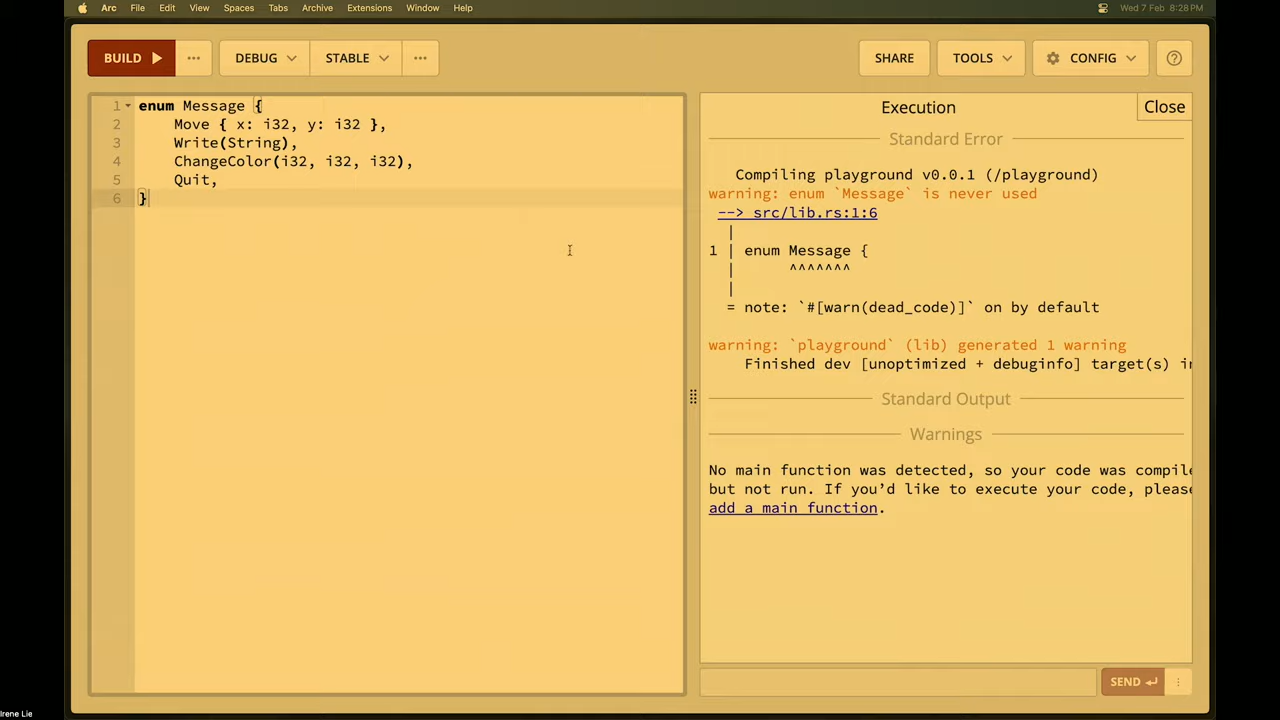 Arc File Edit View Spaces Tabs Archive Extensions Window Help Wed 7 Feb 8:28 PM
BUILD ... DEBUG STABLE ... SHARE TOOLS CONFIG ?
1 enum Message {
2     Move { x: i32, y: i32 },
3     Write(String),
4     ChangeColor(i32, i32, i32),
5     Quit,
6 }
Execution
Close
Standard Error
   Compiling playground v0.0.1 (/playground)
warning: enum `Message` is never used
 --> src/lib.rs:1:6
  |
1 | enum Message {
  |      ^^^^^^^
  |
  = note: `#[warn(dead_code)]` on by default
warning: `playground` (lib) generated 1 warning
    Finished dev [unoptimized + debuginfo] target(s) in
Standard Output
Warnings
No main function was detected, so your code was compile
but not run. If you’d like to execute your code, please
add a main function.
SEND
Irene Lie